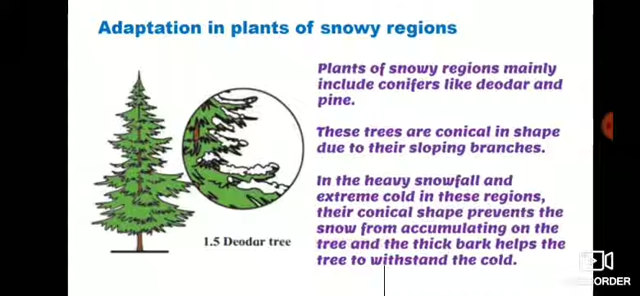 Adaptation in plants of snowy regions
Plants of snowy regions mainly
include conifers like deodar and
pine.
These trees are conical in shape
due to their sloping branches.
In the heavy snowfall and
extreme cold in these regions,
their conical shape prevents the
snow from accumulating on the
tree and the thick bark helps the
tree to withstand the cold.
1.5 Deodar tree